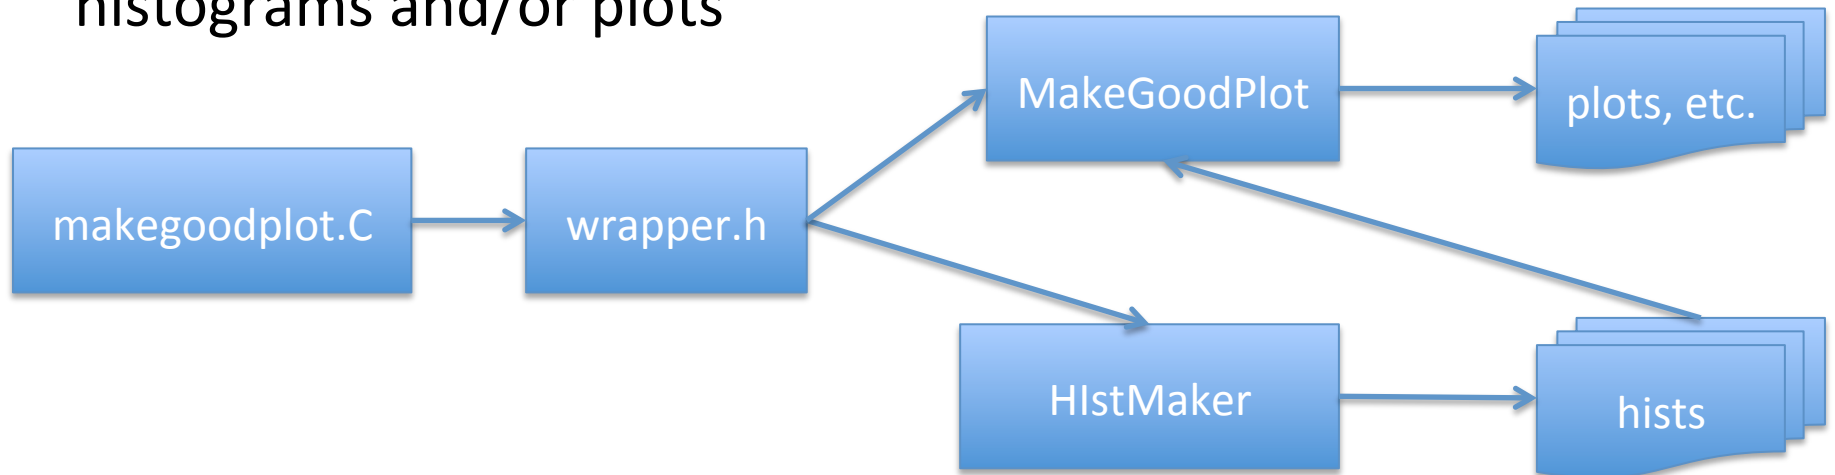 histograms and/or plots
MakeGoodPlot
plots, etc.
makegoodplot.C
wrapper.h
HIstMaker
hists